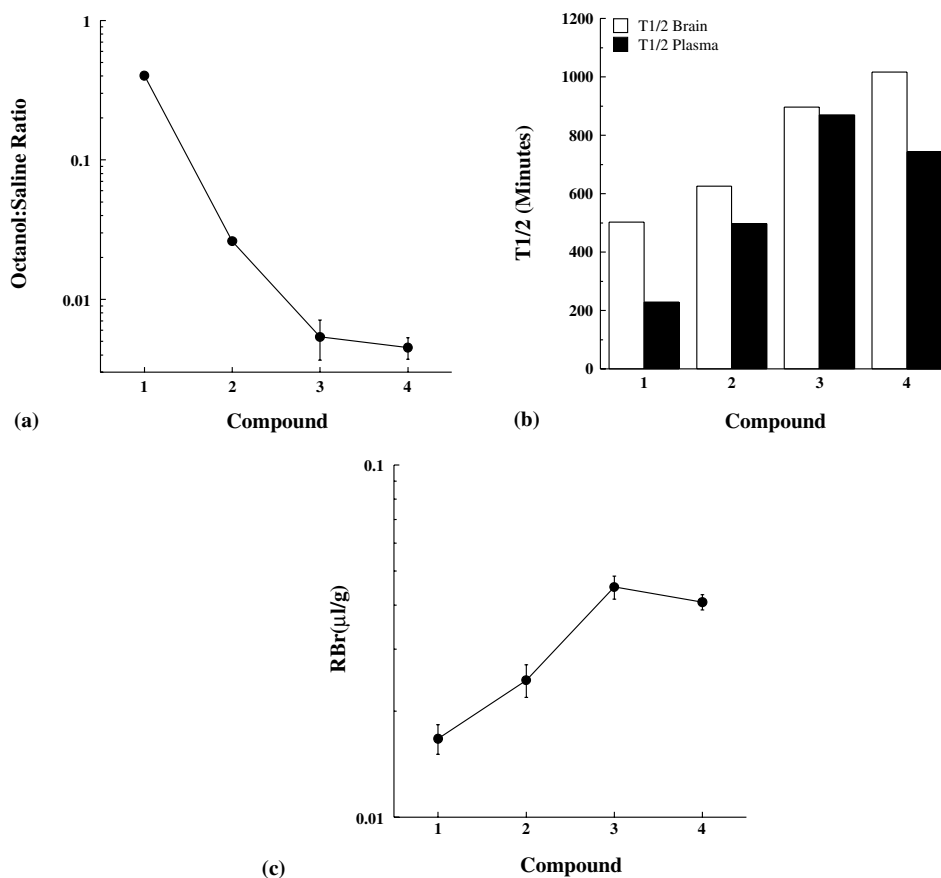 1
0.1
0.01
Octanol:Saline Ratio
1 2 3 4
Compound
(a)
T1/2 Brain
T1/2 Plasma
1200
1000
800
600
400
200
0
T1/2 (Minutes)
1 2 3 4
Compound
(b)
0.1
0.01
RBr(μl/g)
1 2 3 4
Compound
(c)